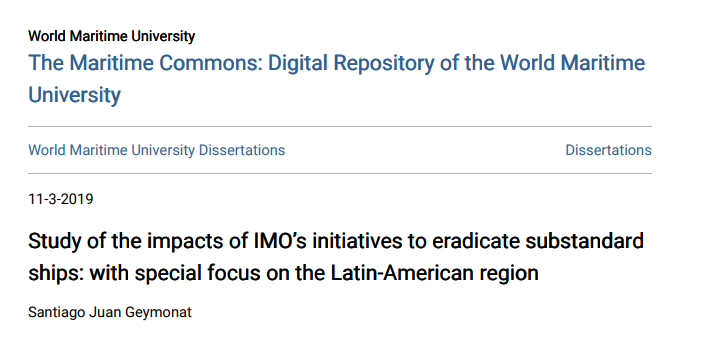 World Maritime University
The Maritime Commons: Digital Repository of the World Maritime
University
World Maritime University Dissertations
Dissertations
11-3-2019
Study of the impacts of IMO’s initiatives to eradicate substandard
ships: with special focus on the Latin-American region
Santiago Juan Geymonat